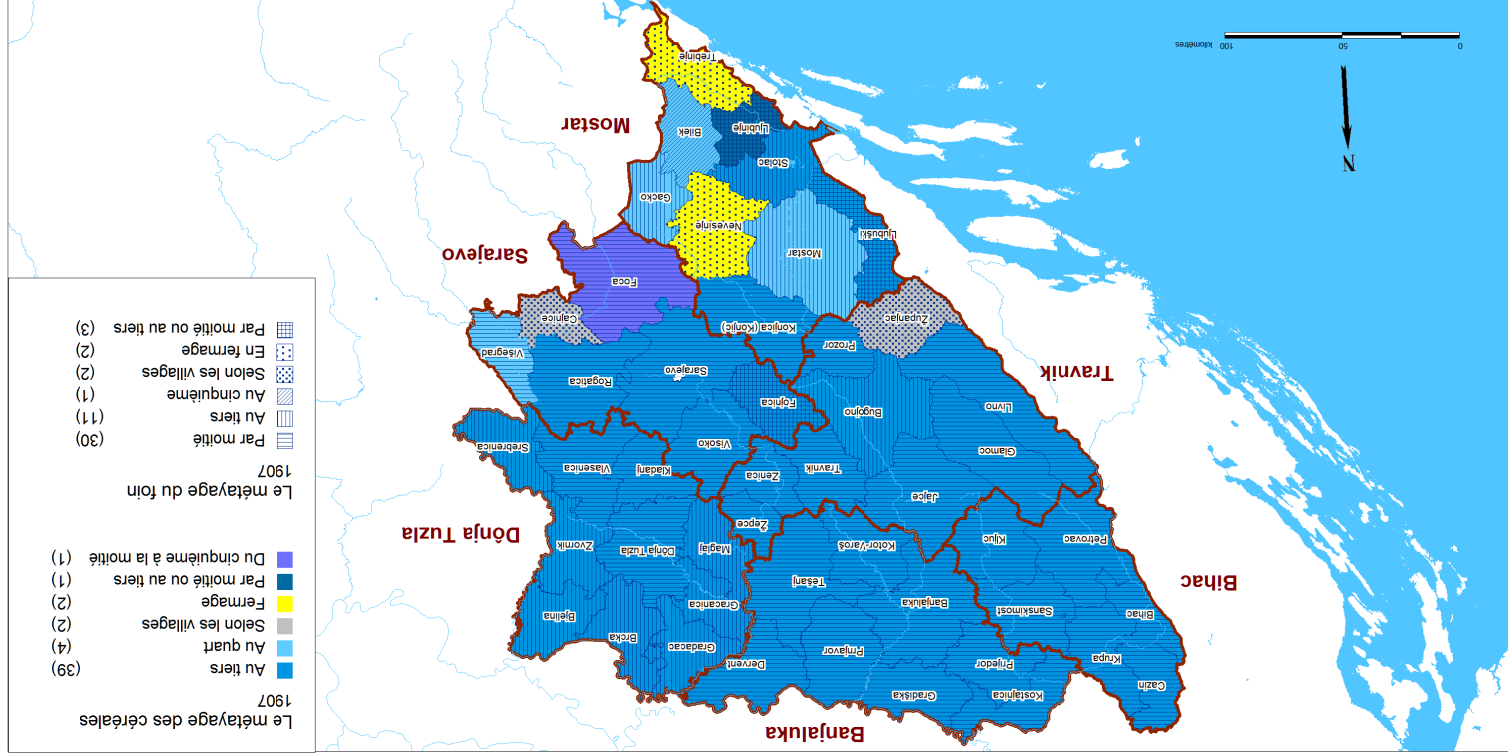 Banjaluka
Bihac
Dônja Tuzla
Travnik
Sarajevo
Mostar
Cazin
Krupa
Bihac
Kostajnica
Prijedor
Gradiška
Prnjavor
Dervent
Gradacac
Brcka
Bjelina
Sanskimost
Banjaluka
Tešanj
Gracanica
Petrovac
Kljuc
Kotor-Varoš
Maglaj
Dônja Tuzla
Zvornik
Žepce
Jajce
Zenica
Travnik
Kladanj
Vlasenica
Srebrenica
Glamoc
Visoko
Livno
Bugojno
Fojnica
Sarajevo
Rogatica
Višegrad
Prozor
Županjac
Konjica (Konjic)
Cajnice
Foca
Mostar
Ljubuški
Nevesinje
Gacko
Stolac
Ljubinje
Bilek
Trebinje
Le métayage des céréales
1907
Au tiers (39)
Au quart (4)
Selon les villages (2)
Fermage (2)
Par moitié ou au tiers (1)
Du cinquième à la moitié (1)
Le métayage du foin
1907
Par moitié (30)
Au tiers (11)
Au cinquième (1)
Selon les villages (2)
En fermage (2)
Par moitié ou au tiers (3)
N
0 50 100 kilomètres